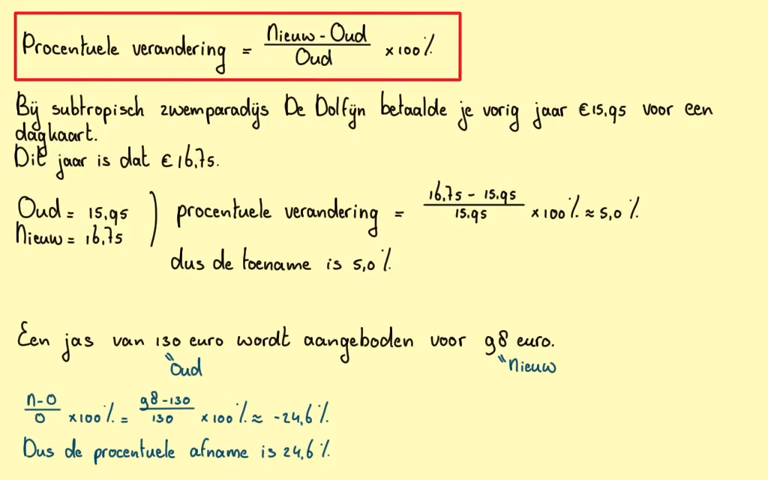 Procentuele verandering = Nieuw - Oud / Oud × 100 %
Bij subtropisch zwemparadijs De Dolfijn betaalde je vorig jaar €15,95 voor een
dagkaart.
Dit jaar is dat €16,75.
Oud = 15,95
Nieuw = 16,75
procentuele verandering = 16,75 - 15,95 / 15,95 × 100 % ≈ 5,0 %
dus de toename is 5,0 %
Een jas van 130 euro wordt aangeboden voor 98 euro.
"Oud "Nieuw
n-O / O × 100 % = 98-130 / 130 × 100 % ≈ -24,6 %
Dus de procentuele afname is 24,6 %